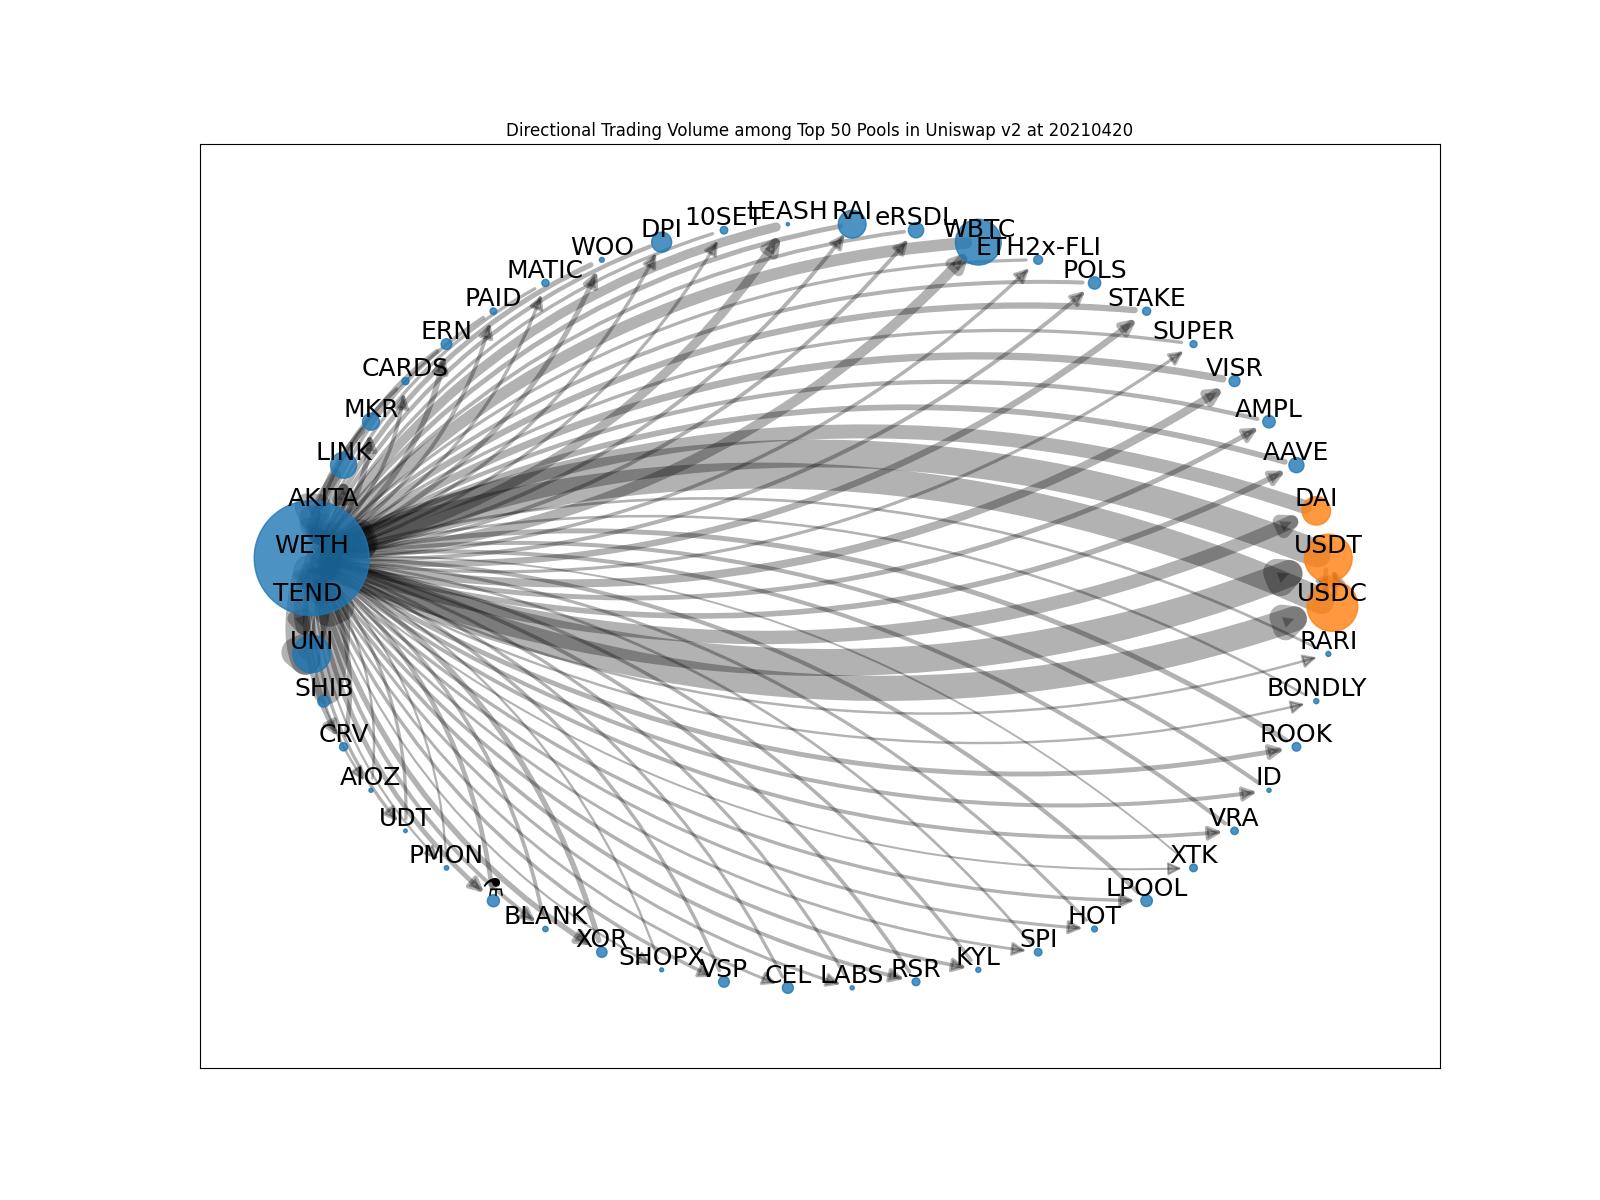 Directional Trading Volume among Top 50 Pools in Uniswap v2 at 20210420
LEASH
RAI
10SET
eRSDL
DPI
WBTC
WOO
ETH2x-FLI
MATIC
POLS
PAID
STAKE
ERN
SUPER
CARDS
VISR
MKR
AMPL
LINK
AAVE
AKITA
DAI
WETH
USDT
TEND
USDC
UNI
RARI
SHIB
BONDLY
CRV
ROOK
AIOZ
ID
UDT
VRA
PMON
XTK
⚗
LPOOL
BLANK
HOT
XOR
SPI
SHOPX
KYL
VSP
RSR
CEL
LABS